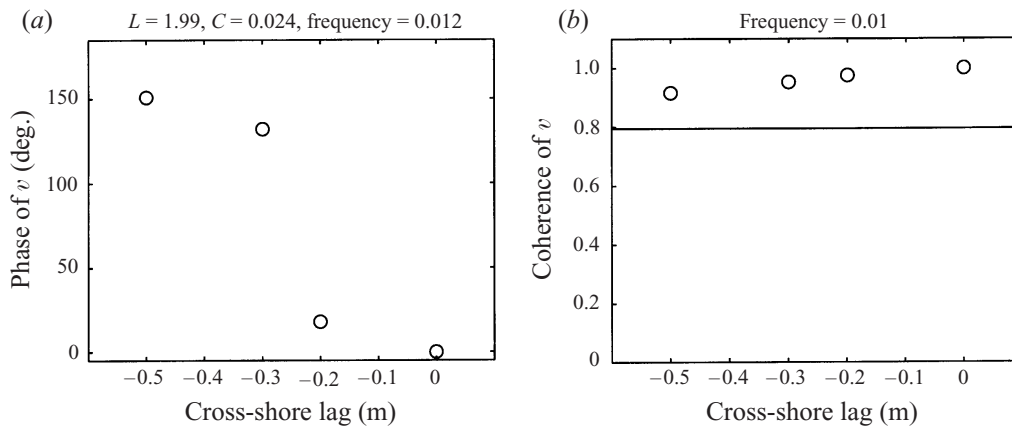 (a)
L = 1.99, C = 0.024, frequency = 0.012
Phase of v (deg.)
150
100
50
0
−0.5 −0.4 −0.3 −0.2 −0.1 0
Cross-shore lag (m)
(b)
Frequency = 0.01
Coherence of v
1.0
0.8
0.6
0.4
0.2
0
−0.5 −0.4 −0.3 −0.2 −0.1 0
Cross-shore lag (m)